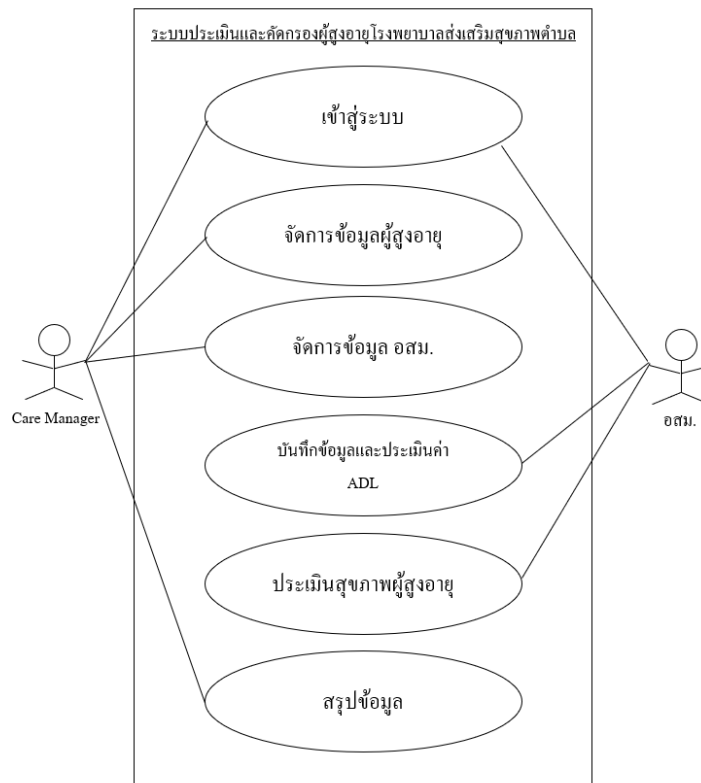 ระบบประเมินและคัดกรองผู้สูงอายุโรงพยาบาลส่งเสริมสุขภาพตำบล
เข้าสู่ระบบ
จัดการข้อมูลผู้สูงอายุ
จัดการข้อมูล อสม.
Care Manager
อสม.
บันทึกข้อมูลและประเมินค่า
ADL
ประเมินสุขภาพผู้สูงอายุ
สรุปข้อมูล